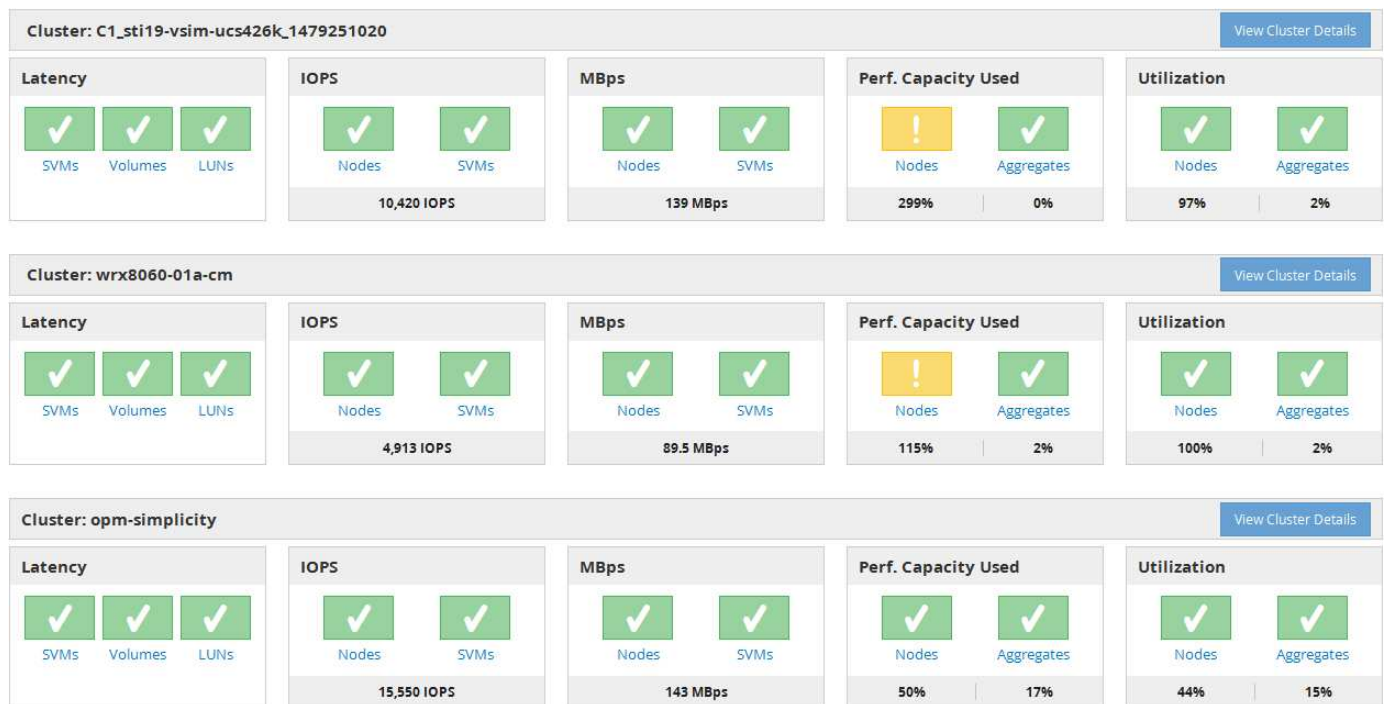 Cluster: C1_sti19-vsim-ucs426k_1479251020 View Cluster Details
Latency IOPS MBps Perf. Capacity Used Utilization
SVMs Volumes LUNs Nodes SVMs Nodes SVMs Nodes Aggregates Nodes Aggregates
10,420 IOPS 139 MBps 299% 0% 97% 2%
Cluster: wrx8060-01a-cm View Cluster Details
Latency IOPS MBps Perf. Capacity Used Utilization
SVMs Volumes LUNs Nodes SVMs Nodes SVMs Nodes Aggregates Nodes Aggregates
4,913 IOPS 89.5 MBps 115% 2% 100% 2%
Cluster: opm-simplicity View Cluster Details
Latency IOPS MBps Perf. Capacity Used Utilization
SVMs Volumes LUNs Nodes SVMs Nodes SVMs Nodes Aggregates Nodes Aggregates
15,550 IOPS 143 MBps 50% 17% 44% 15%